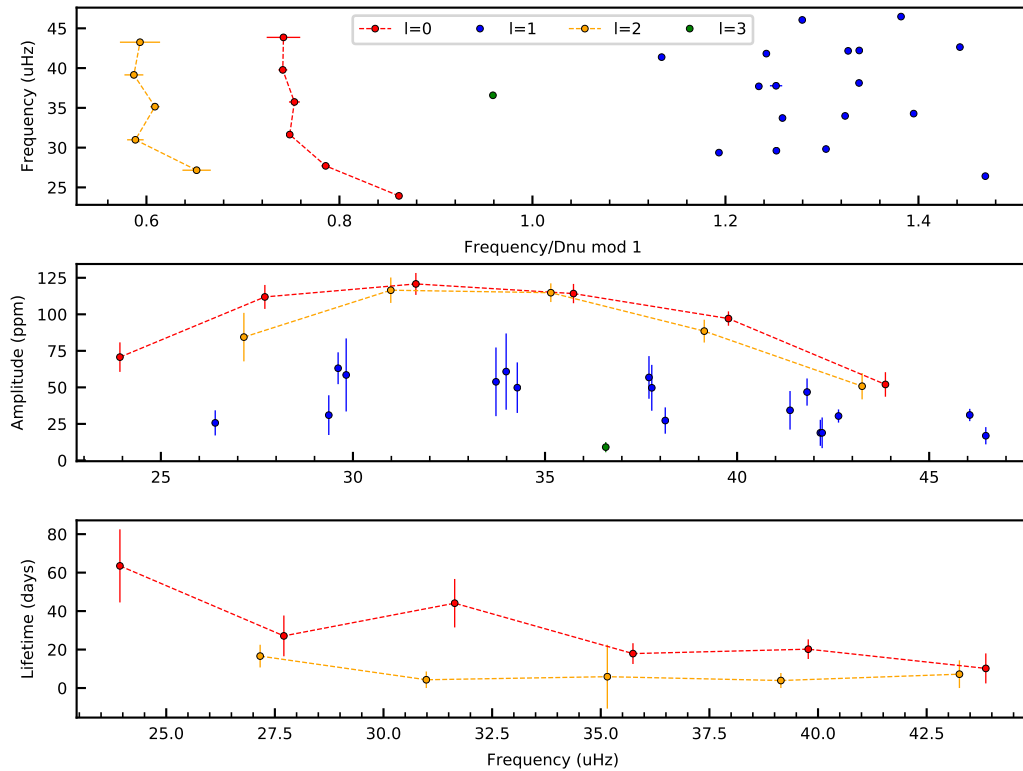 45
40
35
30
25
Frequency (uHz)
l=0 l=1 l=2 l=3
0.6 0.8 1.0 1.2 1.4
Frequency/Dnu mod 1
125
100
75
50
25
0
Amplitude (ppm)
25 30 35 40 45
80
60
40
20
0
Lifetime (days)
25.0 27.5 30.0 32.5 35.0 37.5 40.0 42.5
Frequency (uHz)